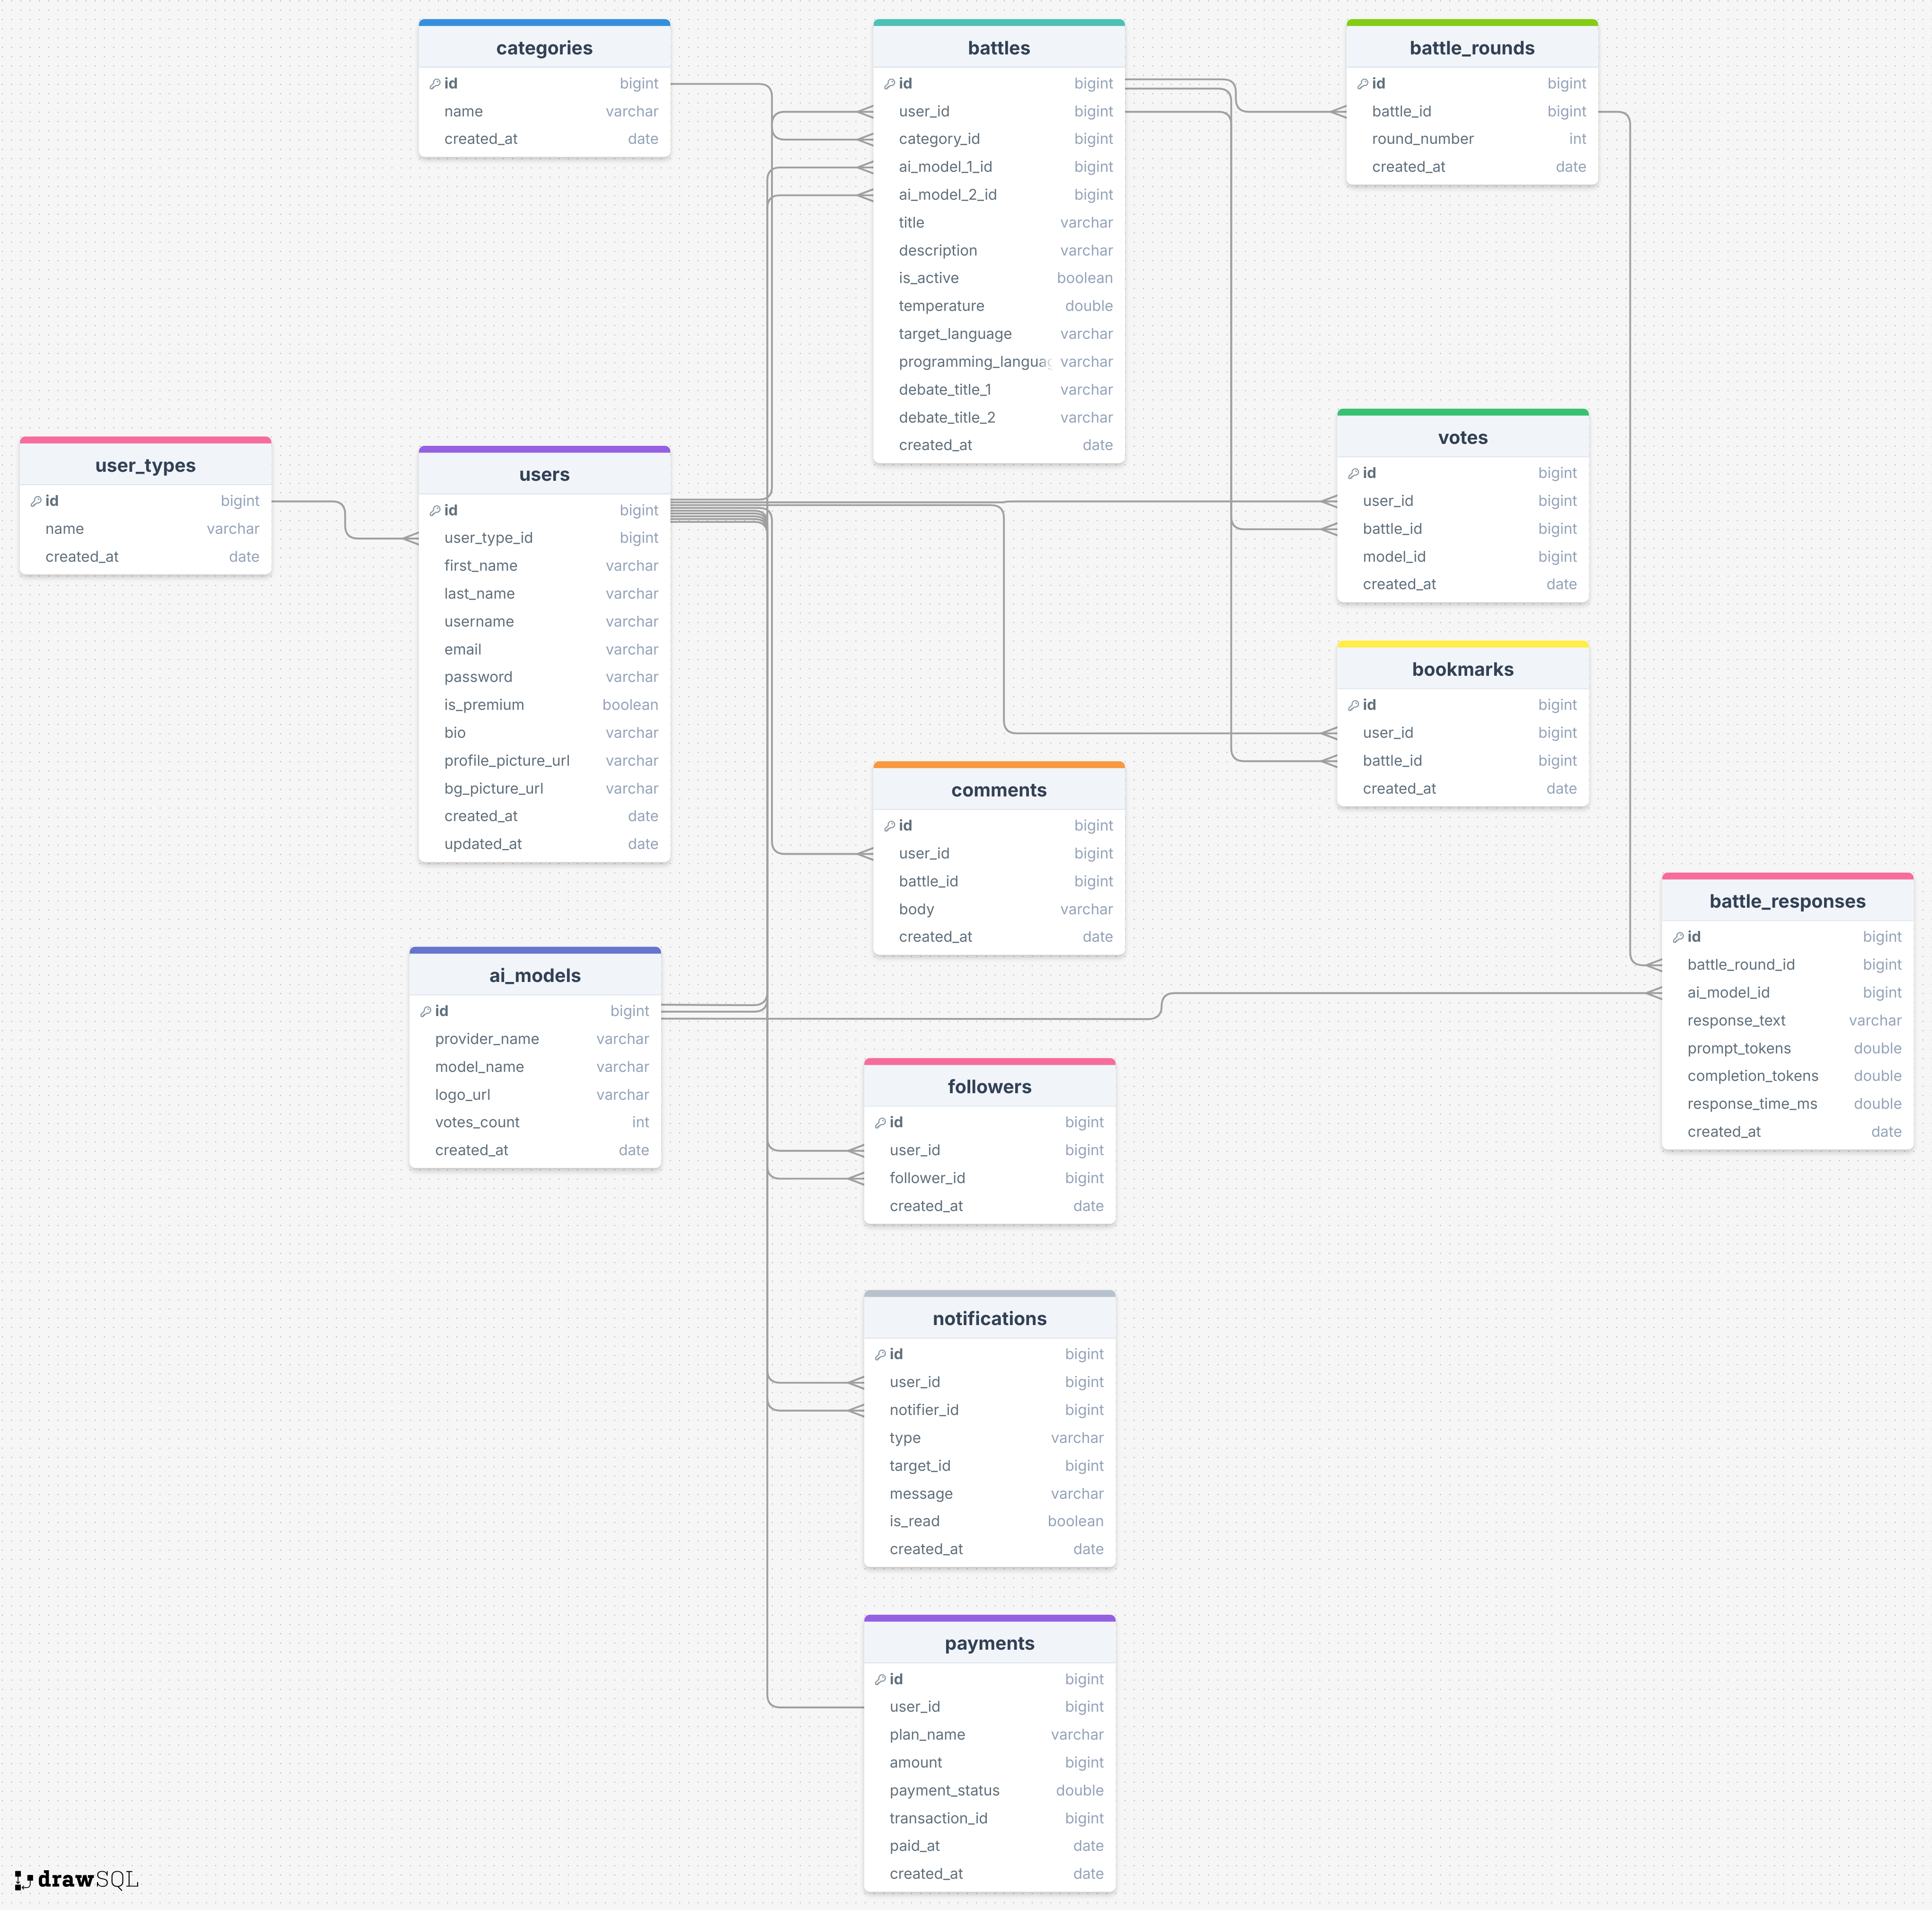 categories
id bigint
name varchar
created_at date
battles
id bigint
user_id bigint
category_id bigint
ai_model_1_id bigint
ai_model_2_id bigint
title varchar
description varchar
is_active boolean
temperature double
target_language varchar
programming_languag varchar
debate_title_1 varchar
debate_title_2 varchar
created_at date
battle_rounds
id bigint
battle_id bigint
round_number int
created_at date
user_types
id bigint
name varchar
created_at date
users
id bigint
user_type_id bigint
first_name varchar
last_name varchar
username varchar
email varchar
password varchar
is_premium boolean
bio varchar
profile_picture_url varchar
bg_picture_url varchar
created_at date
updated_at date
votes
id bigint
user_id bigint
battle_id bigint
model_id bigint
created_at date
bookmarks
id bigint
user_id bigint
battle_id bigint
created_at date
comments
id bigint
user_id bigint
battle_id bigint
body varchar
created_at date
battle_responses
id bigint
battle_round_id bigint
ai_model_id bigint
response_text varchar
prompt_tokens double
completion_tokens double
response_time_ms double
created_at date
ai_models
id bigint
provider_name varchar
model_name varchar
logo_url varchar
votes_count int
created_at date
followers
id bigint
user_id bigint
follower_id bigint
created_at date
notifications
id bigint
user_id bigint
notifier_id bigint
type varchar
target_id bigint
message varchar
is_read boolean
created_at date
payments
id bigint
user_id bigint
plan_name varchar
amount bigint
payment_status double
transaction_id bigint
paid_at date
created_at date
drawSQL